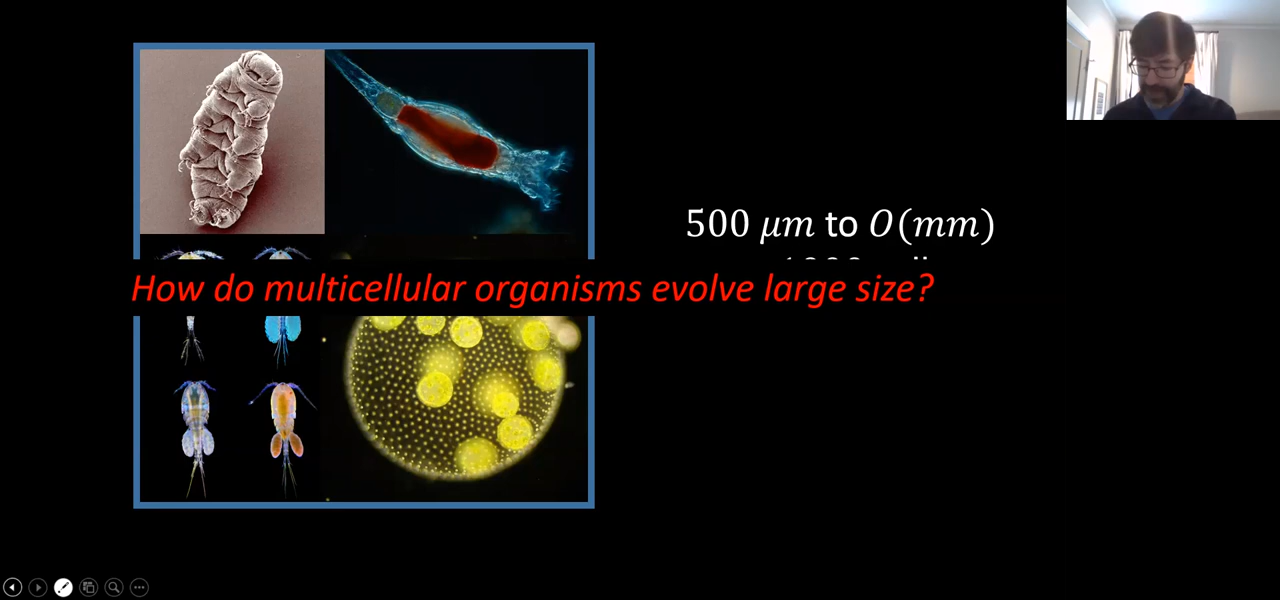 500 μm to O(mm)
How do multicellular organisms evolve large size?